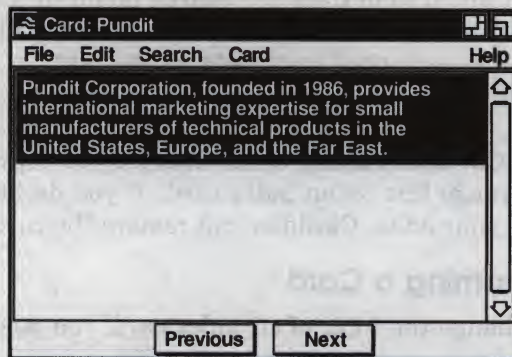 Card: Pundit
File Edit Search Card Help
Pundit Corporation, founded in 1986, provides
international marketing expertise for small
manufacturers of technical products in the
United States, Europe, and the Far East.
Previous Next